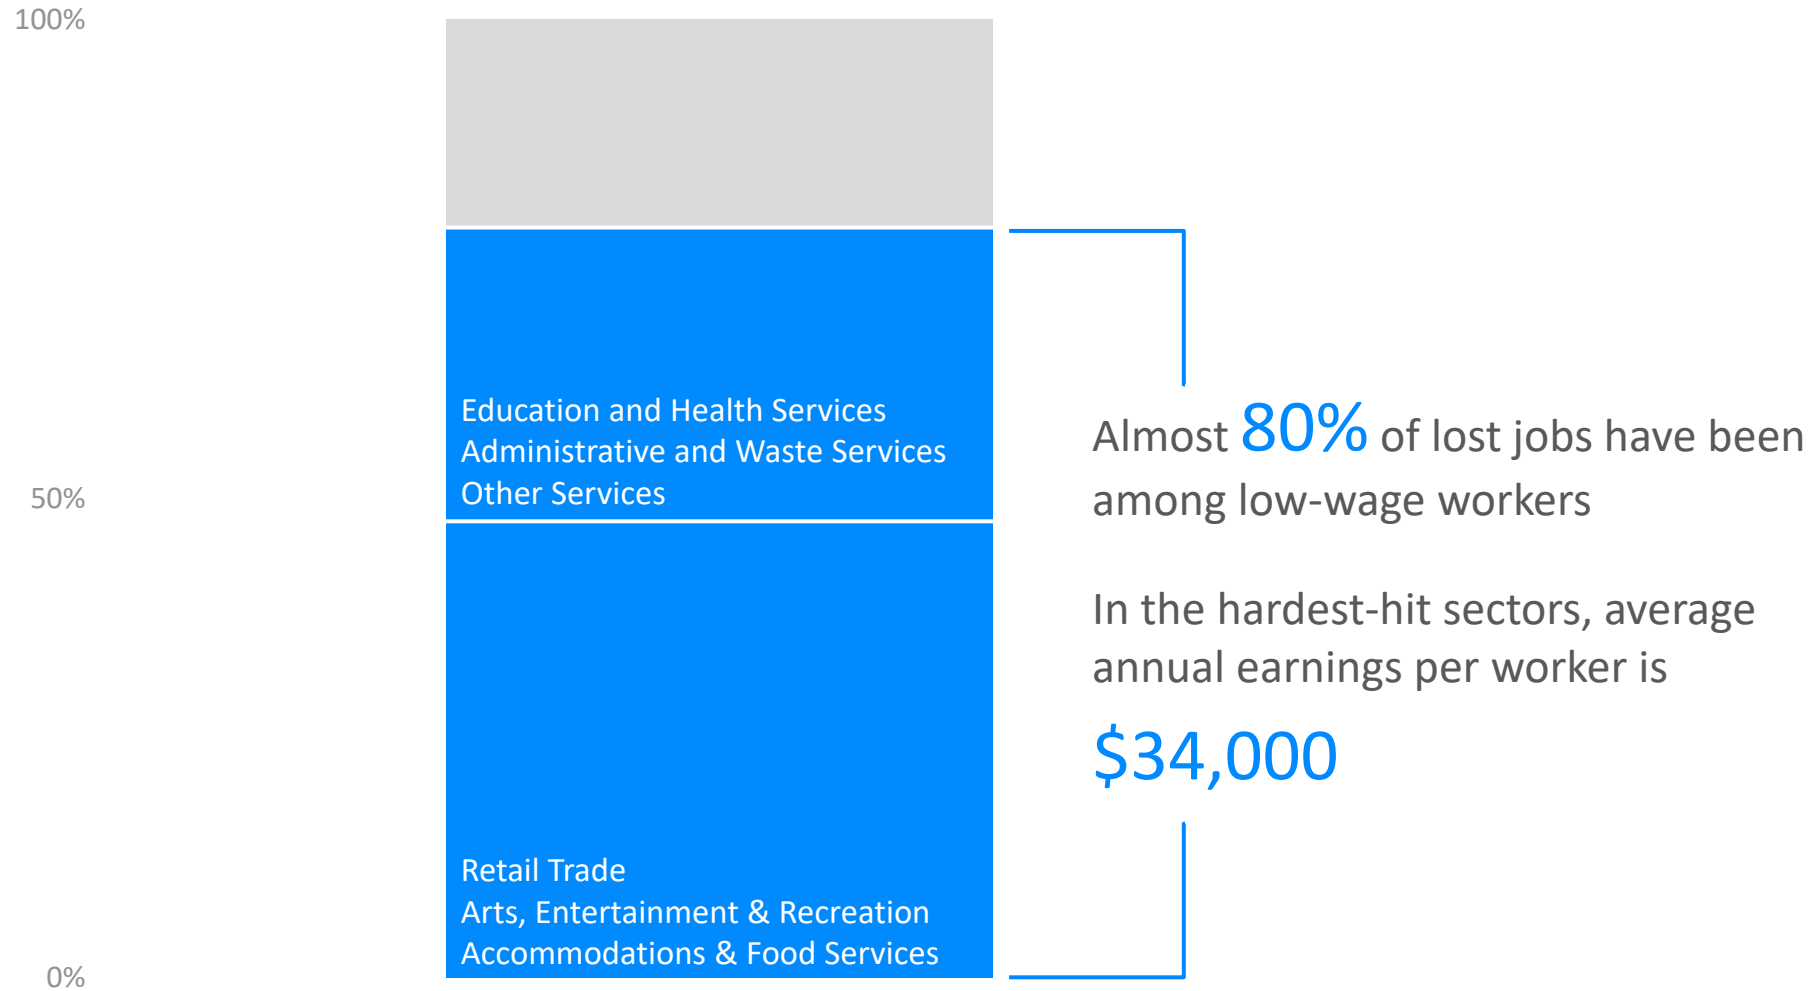 100%
50%
0%
Education and Health Services
Administrative and Waste Services
Other Services
Retail Trade
Arts, Entertainment & Recreation
Accommodations & Food Services
Almost 80% of lost jobs have been
among low-wage workers
In the hardest-hit sectors, average
annual earnings per worker is
$34,000